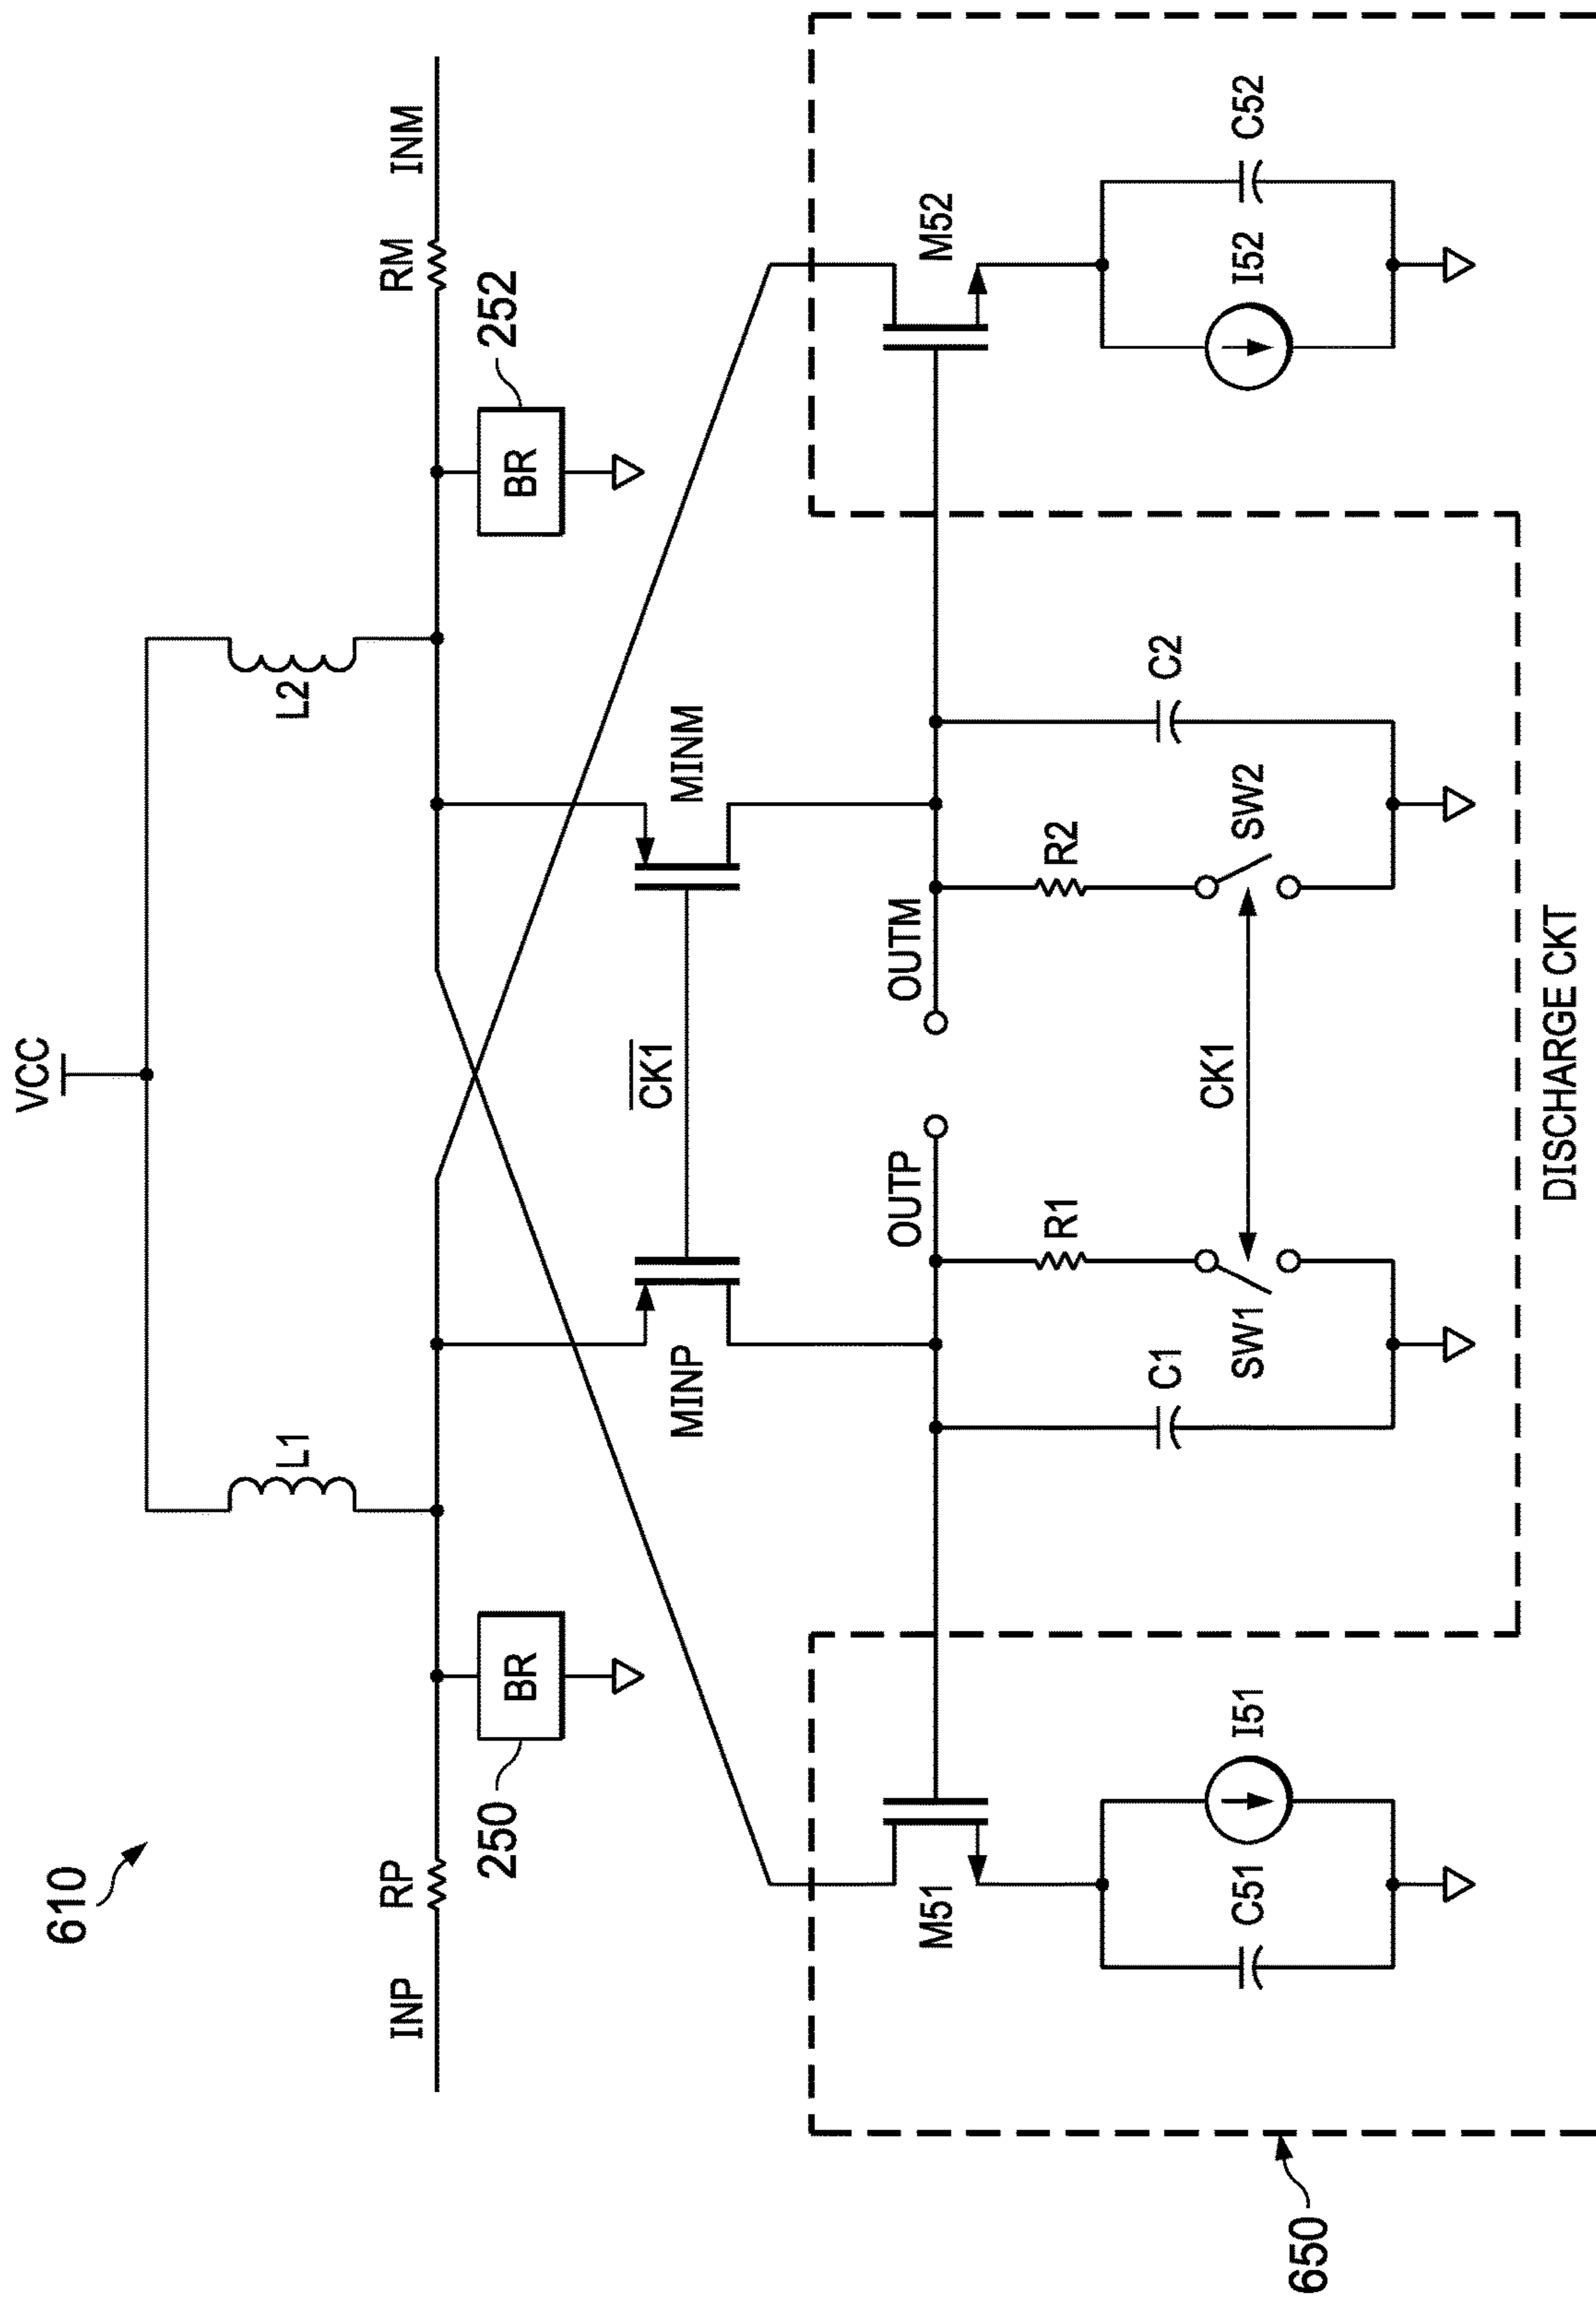 610
VCC
L1
L2
INP
RP
RM
INM
250
BR
BR
252
MINP
C̅K̅1̅
MINM
OUTP
OUTM
M51
M52
C1
R1
R2
C2
SW1
CK1
SW2
C51
I51
I52
C52
650
DISCHARGE CKT